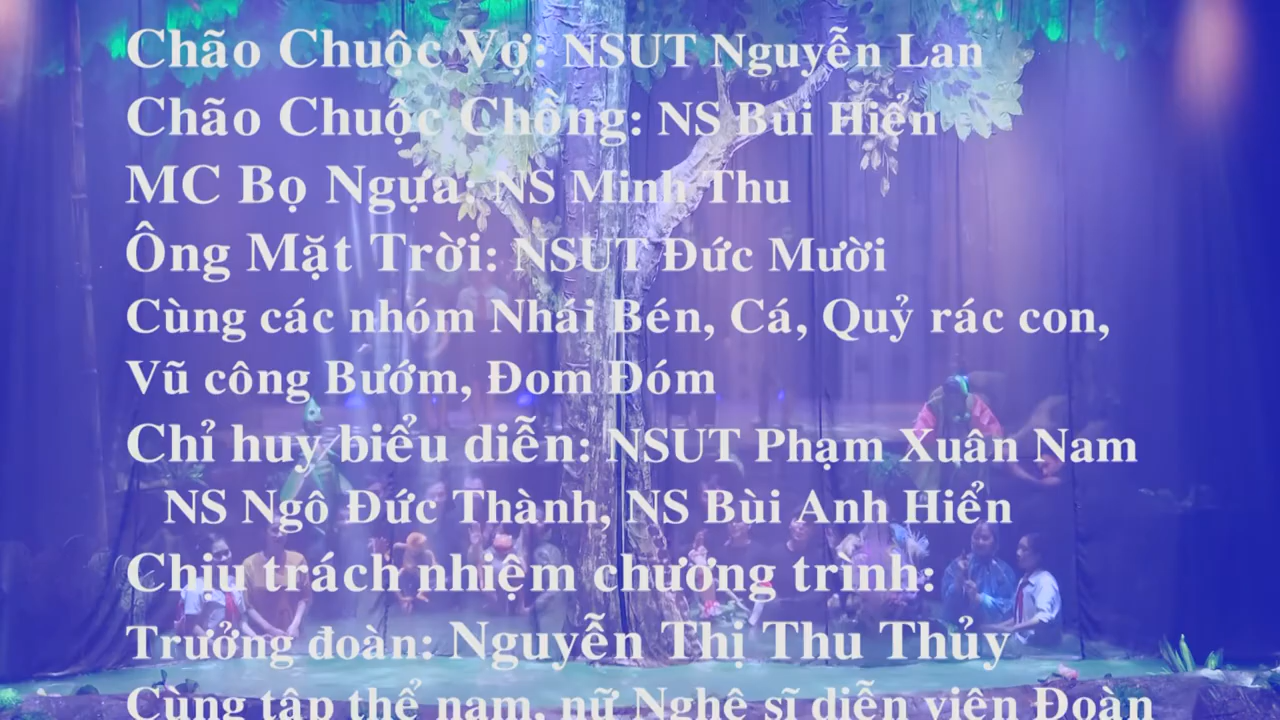 Chão Chuộc Vợ: NSUT Nguyễn Lan
Chão Chuộc Chồng: NS Bùi Hiển
MC Bọ Ngựa: NS Minh Thu
Ông Mặt Trời: NSUT Đức Mười
Cùng các nhóm Nhái Bén, Cá, Quỷ rác con,
Vũ công Bướm, Đom Đóm
Chỉ huy biểu diễn: NSUT Phạm Xuân Nam
NS Ngô Đức Thành, NS Bùi Anh Hiển
Chịu trách nhiệm chương trình:
Trưởng đoàn: Nguyễn Thị Thu Thủy
Cùng tập thể nam, nữ Nghệ sĩ diễn viên Đoàn